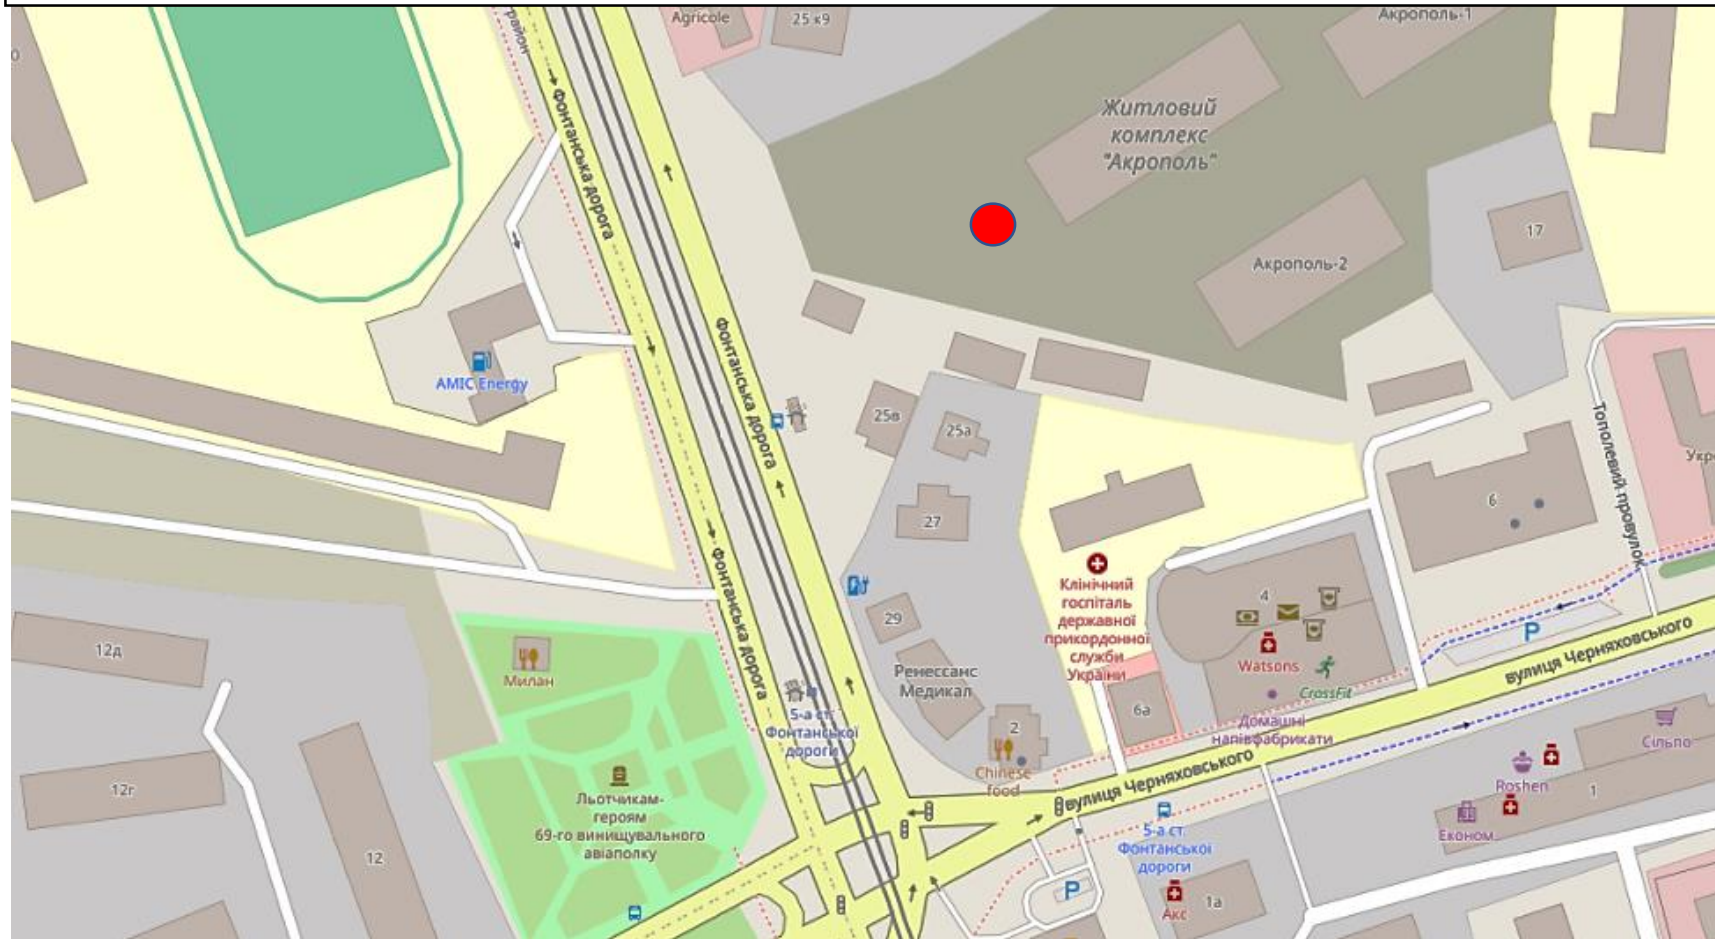 Agricole
25 к9
Акрополь-1
район
Фонтанська дорога
Житловий
комплекс
"Акрополь"
17
Акрополь-2
AMIC Energy
Фонтанська дорога
25в
25а
27
6
Тополевий провулок
Фонтанська дорога
Клінічний
госпіталь
державної
прикордонної
служби
України
29
4
Watsons
CrossFit
P
вулиця Черняховського
12д
Милан
Ренессанс
Медикал
6а
2
Chinese
food
5-а ст.
Фонтанської
дороги
Домашні
напівфабрикати
вулиця Черняховського
Сільпо
Roshen
1
Економ
12г
Льотчикам-
героям
69-го винищувального
авіаполку
12
5-а ст.
Фонтанської
дороги
P
Акс
1а